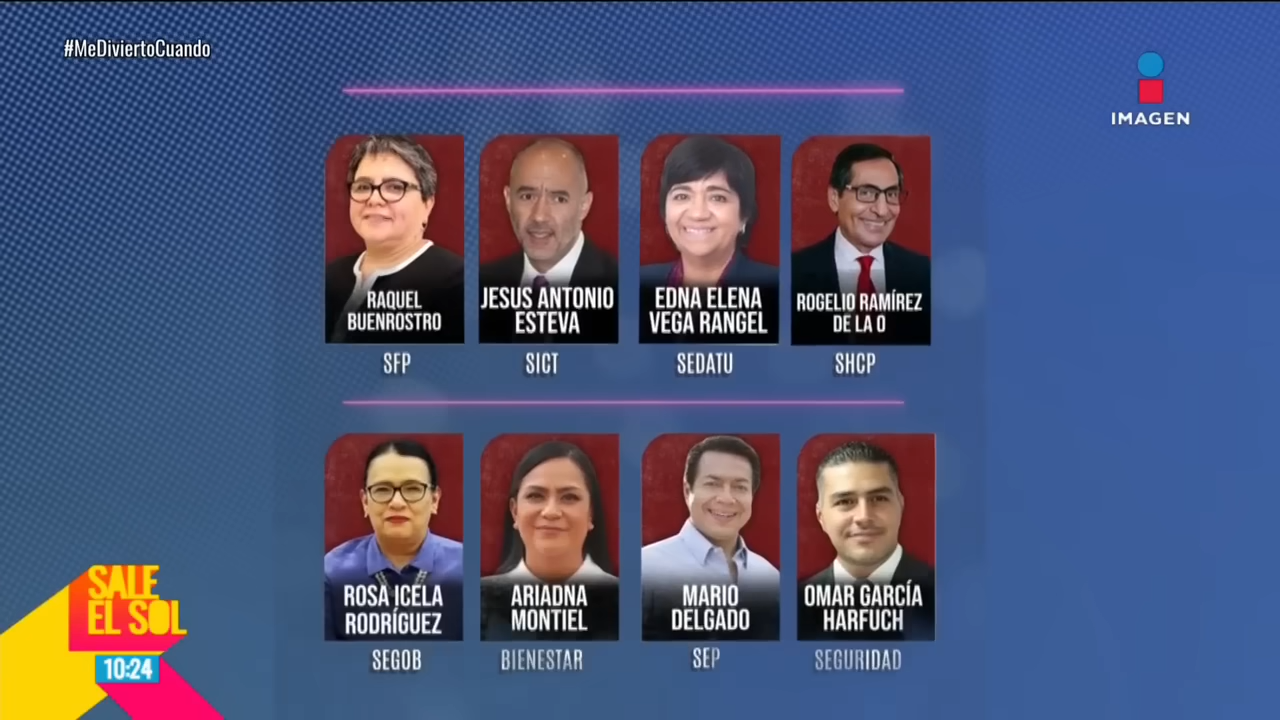 #MeDiviertoCuando
IMAGEN
RAQUEL
BUENROSTRO
SFP
JESUS ANTONIO
ESTEVA
SICT
EDNA ELENA
VEGA RANGEL
SEDATU
ROGELIO RAMÍREZ
DE LA O
SHCP
ROSA ICELA
RODRÍGUEZ
SEGOB
ARIADNA
MONTIEL
BIENESTAR
MARIO
DELGADO
SEP
OMAR GARCÍA
HARFUCH
SEGURIDAD
SALE
EL SOL
10:24